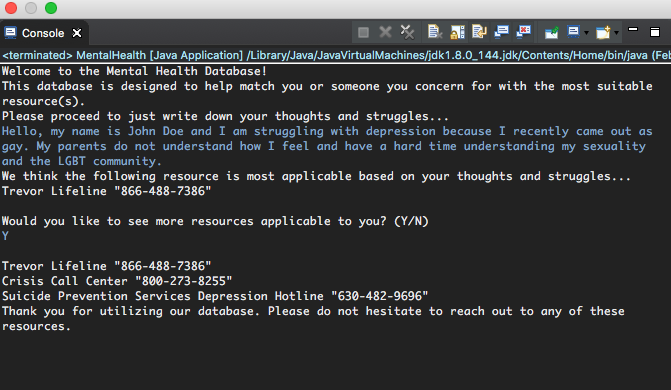 Console
<terminated> MentalHealth [Java Application] /Library/Java/JavaVirtualMachines/jdk1.8.0_144.jdk/Contents/Home/bin/java (Feb
Welcome to the Mental Health Database!
This database is designed to help match you or someone you concern for with the most suitable
resource(s).
Please proceed to just write down your thoughts and struggles...
Hello, my name is John Doe and I am struggling with depression because I recently came out as
gay. My parents do not understand how I feel and have a hard time understanding my sexuality
and the LGBT community.
We think the following resource is most applicable based on your thoughts and struggles...
Trevor Lifeline "866-488-7386"
Would you like to see more resources applicable to you? (Y/N)
Y
Trevor Lifeline "866-488-7386"
Crisis Call Center "800-273-8255"
Suicide Prevention Services Depression Hotline "630-482-9696"
Thank you for utilizing our database. Please do not hesitate to reach out to any of these
resources.